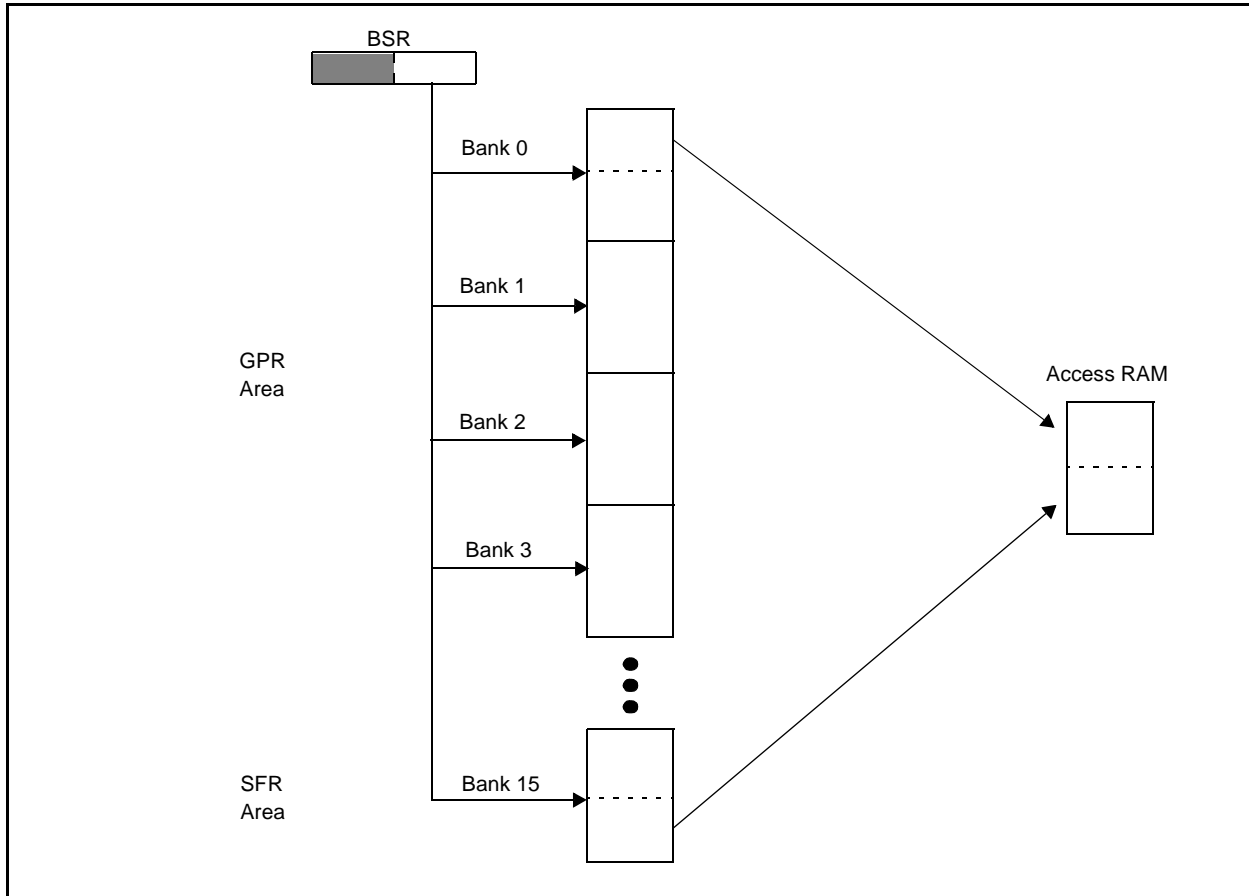 BSR
Bank 0
Bank 1
GPR
Area
Access RAM
Bank 2
Bank 3
SFR
Area
Bank 15